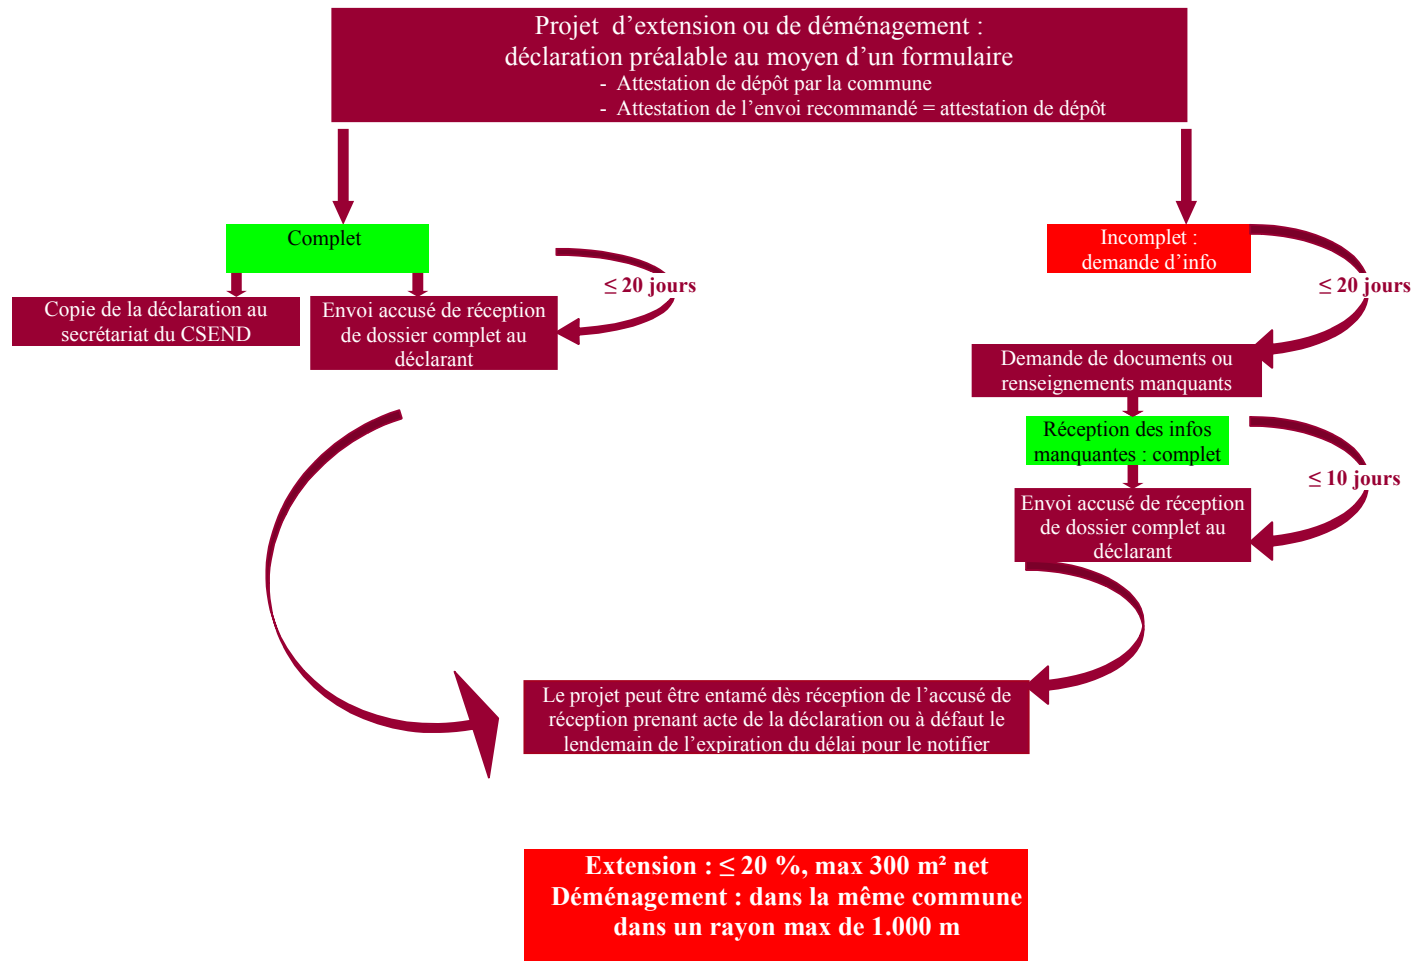 Projet d’extension ou de déménagement :
déclaration préalable au moyen d’un formulaire
- Attestation de dépôt par la commune
- Attestation de l’envoi recommandé = attestation de dépôt
Complet
Incomplet :
demande d’info
≤ 20 jours
≤ 20 jours
Copie de la déclaration au
secrétariat du CSEND
Envoi accusé de réception
de dossier complet au
déclarant
Demande de documents ou
renseignements manquants
Réception des infos
manquantes : complet
≤ 10 jours
Envoi accusé de réception
de dossier complet au
déclarant
Le projet peut être entamé dès réception de l’accusé de
réception prenant acte de la déclaration ou à défaut le
lendemain de l’expiration du délai pour le notifier
Extension : ≤ 20 %, max 300 m² net
Déménagement : dans la même commune
dans un rayon max de 1.000 m